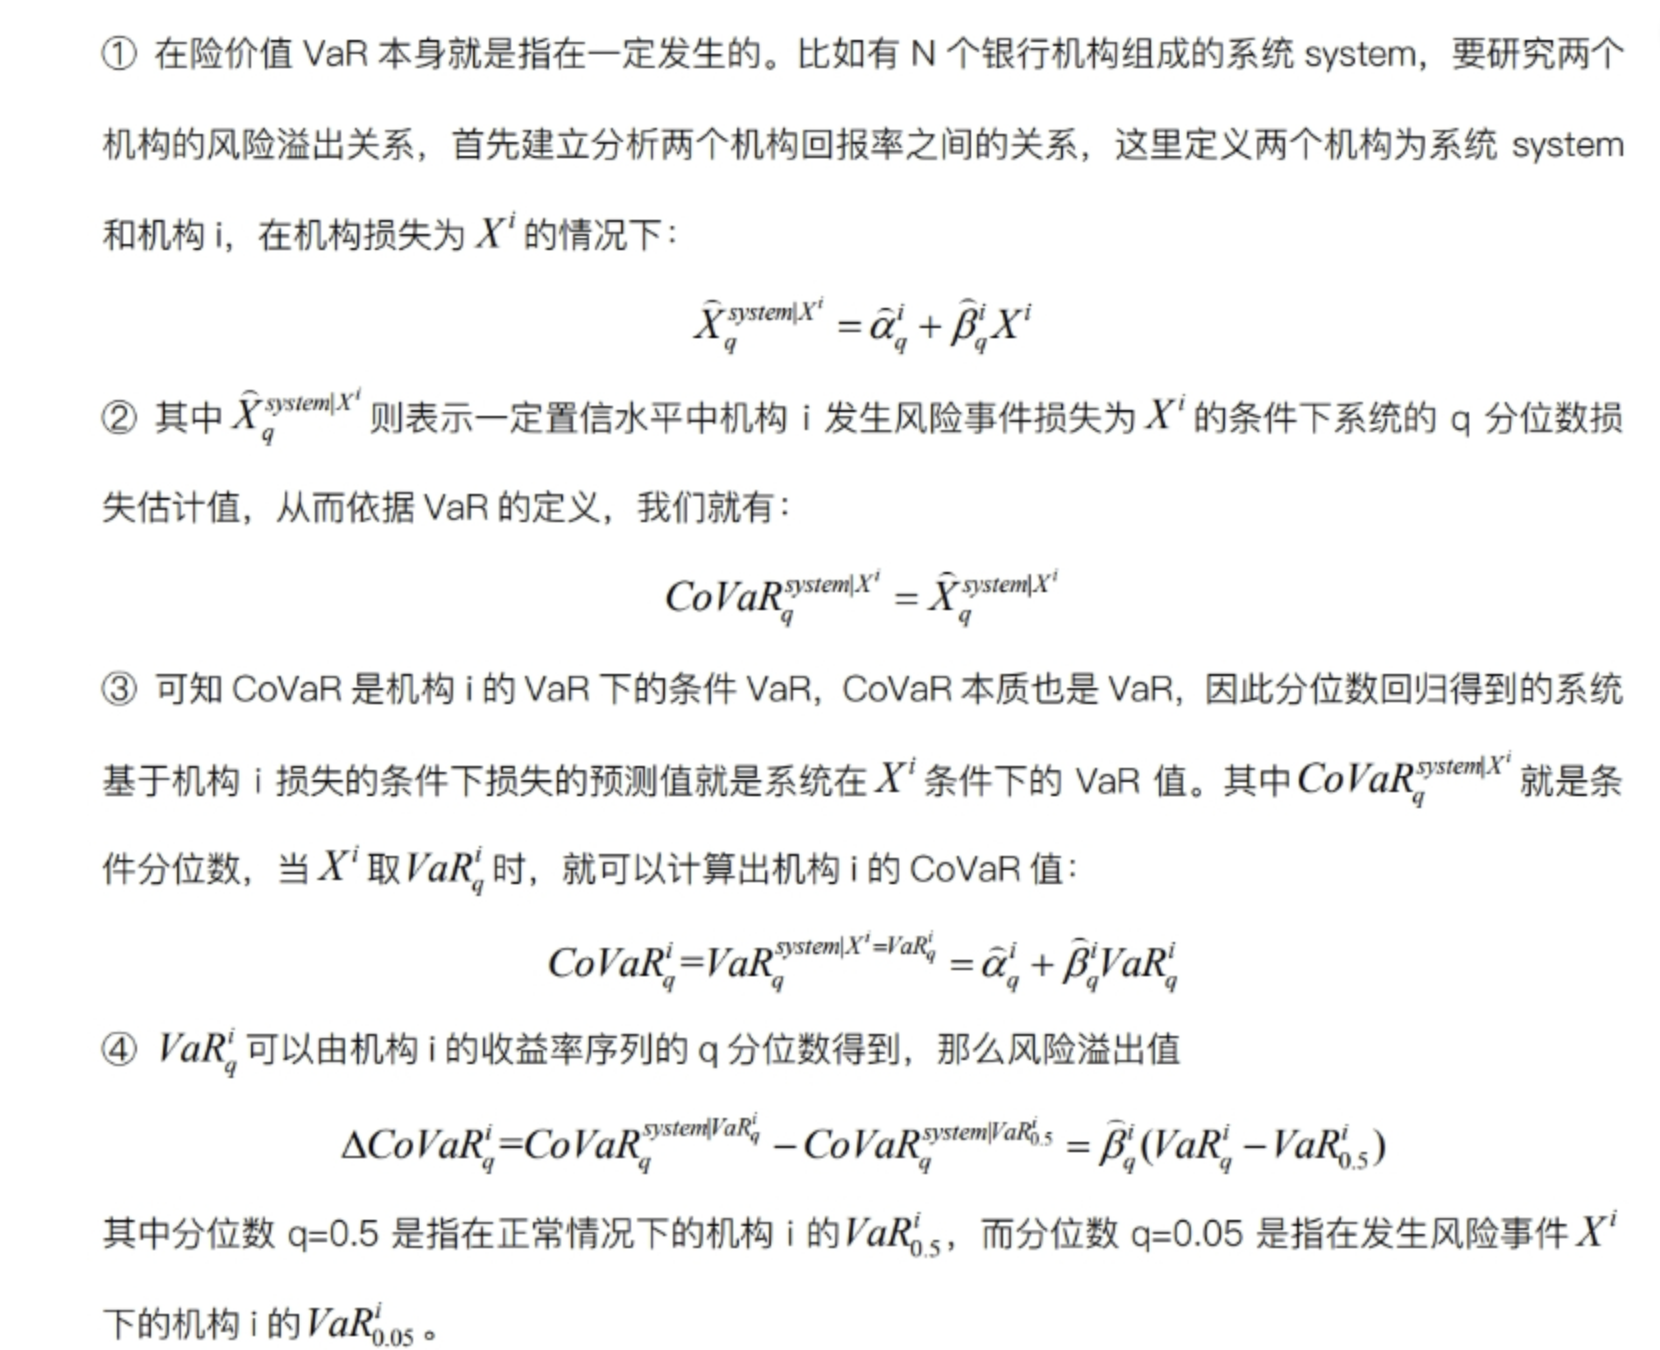 ① 在险价值 VaR 本身就是指在一定发生的。比如有 N 个银行机构组成的系统 system，要研究两个
机构的风险溢出关系，首先建立分析两个机构回报率之间的关系，这里定义两个机构为系统 system
和机构 i，在机构损失为 $X^i$ 的情况下：
$\widehat{X}_q^{system|X^i} = \widehat{\alpha}_q^i + \widehat{\beta}_q^i X^i$
② 其中 $\widehat{X}_q^{system|X^i}$ 则表示一定置信水平中机构 i 发生风险事件损失为 $X^i$ 的条件下系统的 q 分位数损
失估计值，从而依据 VaR 的定义，我们就有：
$CoVaR_q^{system|X^i} = \widehat{X}_q^{system|X^i}$
③ 可知 CoVaR 是机构 i 的 VaR 下的条件 VaR，CoVaR 本质也是 VaR，因此分位数回归得到的系统
基于机构 i 损失的条件下损失的预测值就是系统在 $X^i$ 条件下的 VaR 值。其中 $CoVaR_q^{system|X^i}$ 就是条
件分位数，当 $X^i$ 取 $VaR_q^i$ 时，就可以计算出机构 i 的 CoVaR 值：
$CoVaR_q^i = VaR_q^{system|X^i=VaR_q^i} = \widehat{\alpha}_q^i + \widehat{\beta}_q^i VaR_q^i$
④ $VaR_q^i$ 可以由机构 i 的收益率序列的 q 分位数得到，那么风险溢出值
$\Delta CoVaR_q^i = CoVaR_q^{system|VaR_q^i} - CoVaR_q^{system|VaR_{0.5}^i} = \widehat{\beta}_q^i (VaR_q^i - VaR_{0.5}^i)$
其中分位数 q=0.5 是指在正常情况下的机构 i 的 $VaR_{0.5}^i$，而分位数 q=0.05 是指在发生风险事件 $X^i$
下的机构 i 的 $VaR_{0.05}^i$。